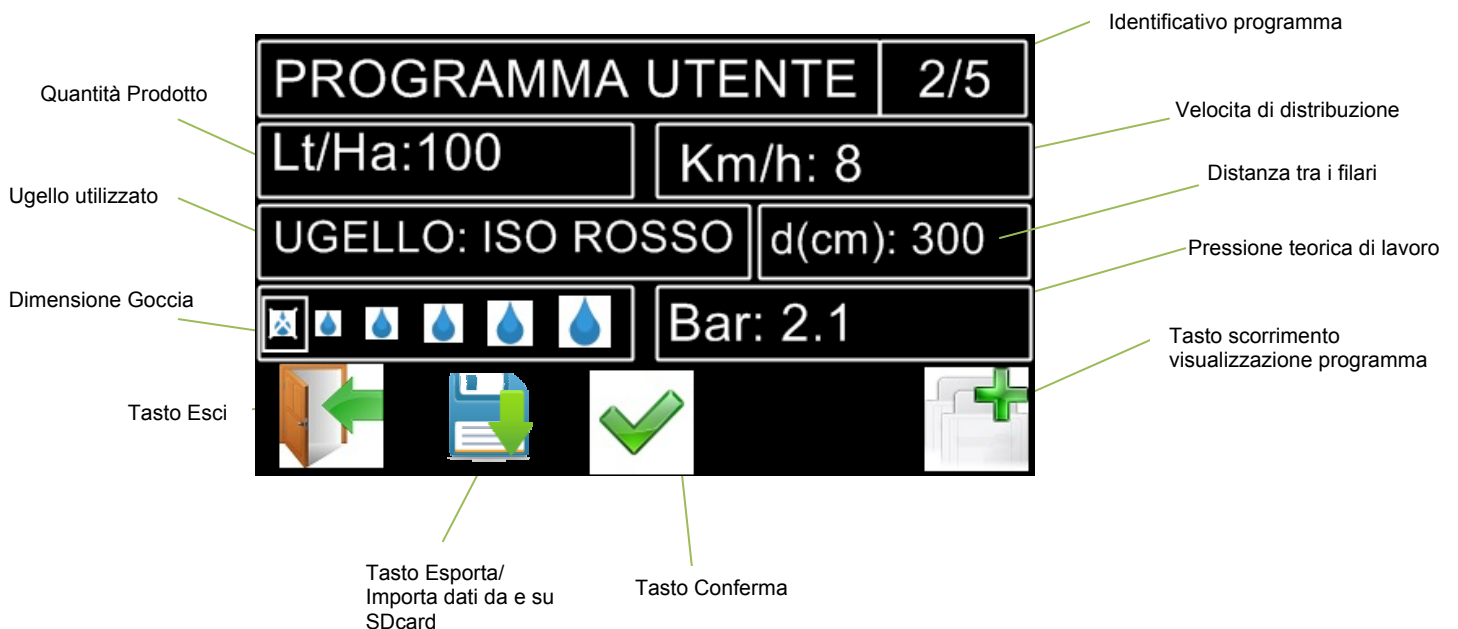 Identificativo programma
PROGRAMMA UTENTE 2/5
Quantità Prodotto
Velocita di distribuzione
Lt/Ha:100
Km/h: 8
Distanza tra i filari
Ugello utilizzato
UGELLO: ISO ROSSO
d(cm): 300
Pressione teorica di lavoro
Dimensione Goccia
Bar: 2.1
Tasto scorrimento
visualizzazione programma
Tasto Esci
Tasto Esporta/
Importa dati da e su
SDcard
Tasto Conferma